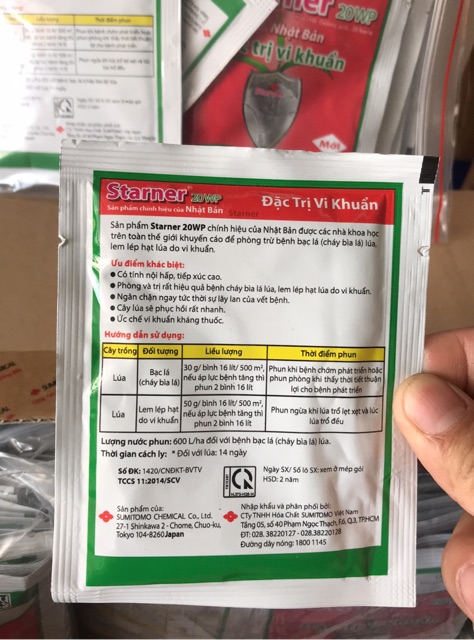 Liều lượng Thời điểm phun
20WP
Nhật Bản
trị vi khuẩn
Starner
Mới
Starner 20WP Đặc Trị Vi Khuẩn
Sản phẩm chính hiệu của Nhật Bản Starner
Sản phẩm Starner 20WP chính hiệu của Nhật Bản được các nhà khoa học
trên toàn thế giới khuyến cáo để phòng trừ bệnh bạc lá (cháy bìa lá) lúa,
lem lép hạt lúa do vi khuẩn.
Ưu điểm khác biệt:
● Có tính nội hấp, tiếp xúc cao.
● Phòng và trị rất hiệu quả bệnh cháy bìa lá lúa, lem lép hạt lúa do vi khuẩn.
● Ngăn chặn ngay tức thời sự lây lan của vết bệnh.
● Cây lúa sẽ phục hồi rất nhanh.
● Ức chế vi khuẩn kháng thuốc.
Hướng dẫn sử dụng:
Cây trồng Đối tượng Liều lượng Thời điểm phun
Lúa Bạc lá (cháy bìa lá) 30 g/ bình 16 lít/ 500 m², nếu áp lực bệnh tăng thì phun 2 bình 16 lít Phun khi bệnh chớm phát triển hoặc phun phòng khi thấy thời tiết thuận lợi cho bệnh phát triển
Lúa Lem lép hạt do vi khuẩn 50 g/ bình 16 lít/ 500 m², nếu áp lực bệnh tăng thì phun 2 bình 16 lít Phun ngừa khi lúa trổ lẹt xẹt và lúc lúa trổ đều
Lượng nước phun: 600 L/ha đối với bệnh bạc lá (cháy bìa lá) lúa.
Thời gian cách ly: * Đối với lúa: 14 ngày
Số ĐK: 1420/CNĐKT-BVTV
TCCS 11:2014/SCV
Ngày SX/ Số lô SX: xem ở mép gói
HSD: 2 năm
Sản phẩm của:
SUMITOMO CHEMICAL Co., Ltd.
27-1 Shinkawa 2 - Chome, Chuo-ku,
Tokyo 104-8260 Japan
Nhập khẩu và phân phối bởi:
CTy TNHH Hóa Chất SUMITOMO Việt Nam
Tầng 05, số 40 Phạm Ngọc Thạch, F.6, Q.3, TP.HCM
ĐT: 028. 38220127 - 028.38220128
Đường dây nóng: 1800 1145
T